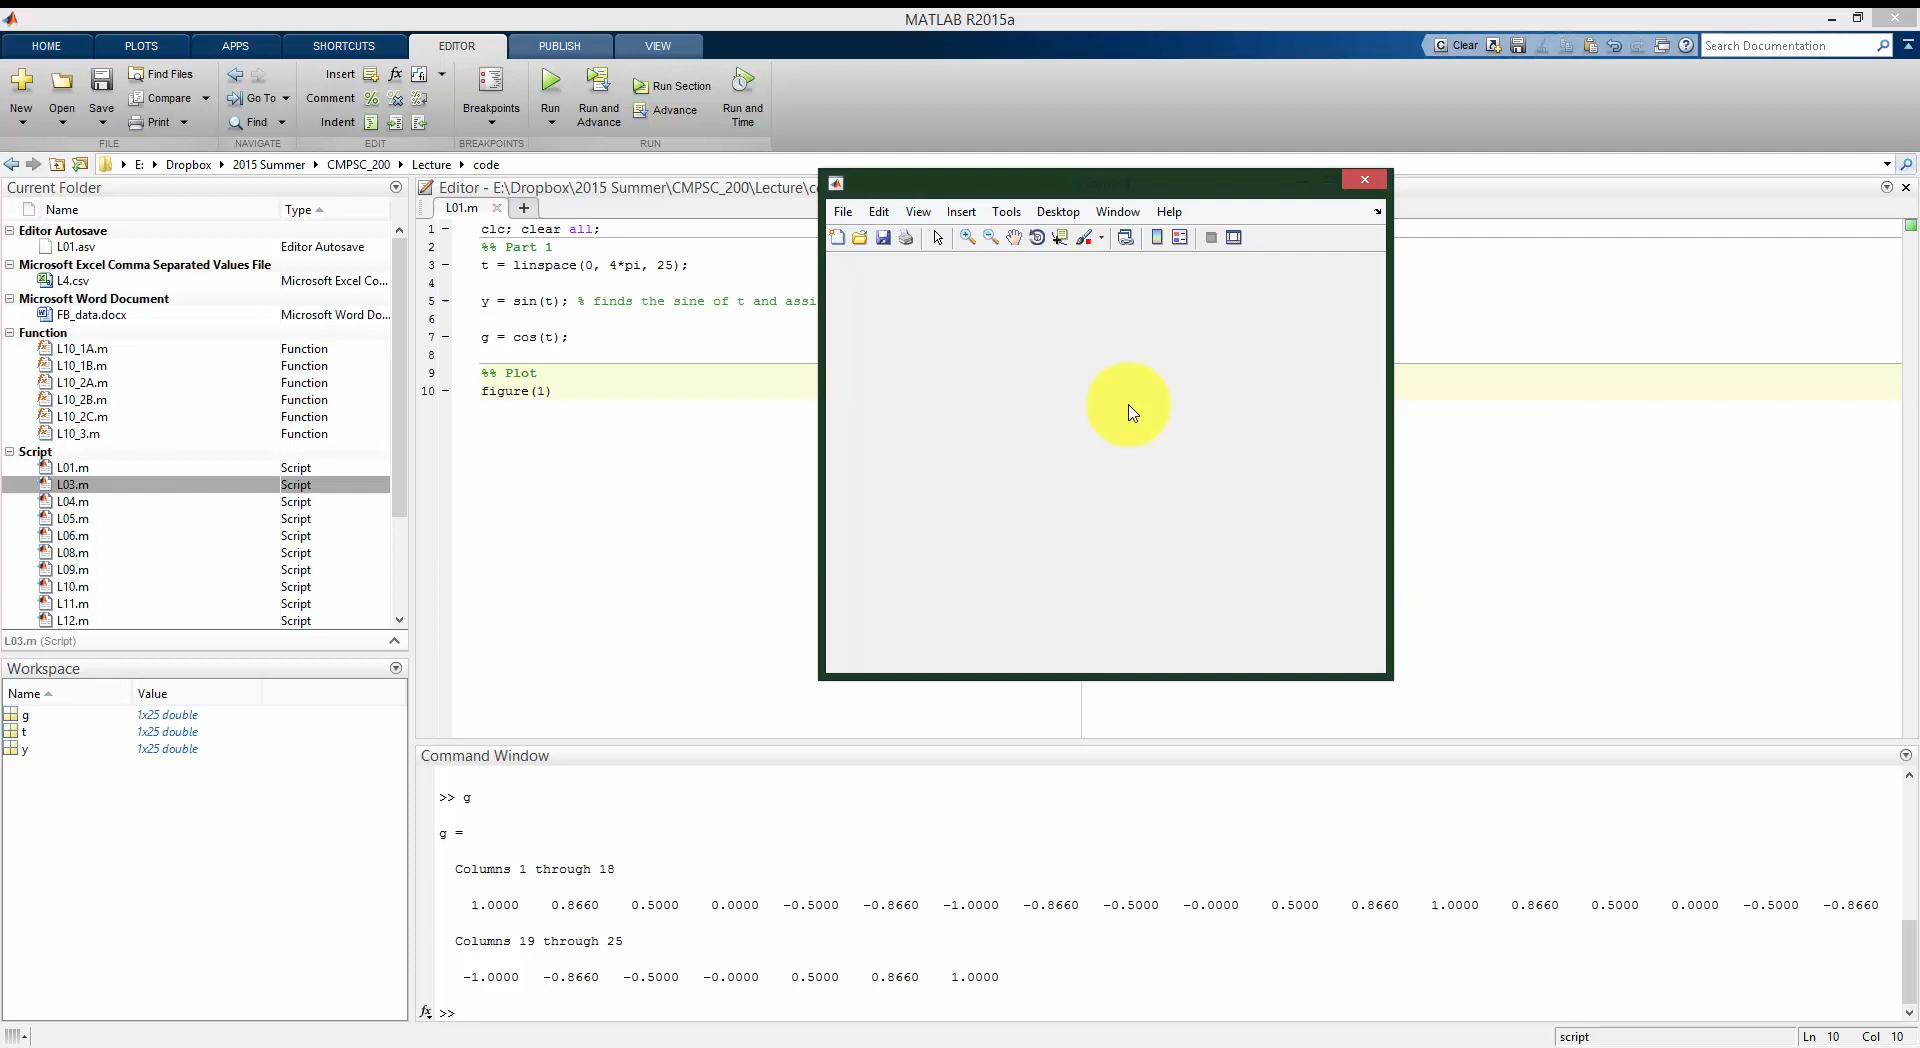 MATLAB R2015a
HOME PLOTS APPS SHORTCUTS EDITOR PUBLISH VIEW
Clear
Search Documentation
New Open Save
Find Files
Compare
Print
FILE
Go To
Find
NAVIGATE
Insert
Comment
Indent
EDIT
Breakpoints
BREAKPOINTS
Run
Run and Advance
Run Section
Advance
Run and Time
RUN
E: Dropbox 2015 Summer CMPSC_200 Lecture code
Current Folder
Name Type
Editor Autosave
L01.asv Editor Autosave
Microsoft Excel Comma Separated Values File
L4.csv Microsoft Excel Co...
Microsoft Word Document
FB_data.docx Microsoft Word Do...
Function
L10_1A.m Function
L10_1B.m Function
L10_2A.m Function
L10_2B.m Function
L10_2C.m Function
L10_3.m Function
Script
L01.m Script
L03.m Script
L04.m Script
L05.m Script
L06.m Script
L08.m Script
L09.m Script
L10.m Script
L11.m Script
L12.m Script
L03.m (Script)
Workspace
Name Value
g 1x25 double
t 1x25 double
y 1x25 double
Editor - E:\Dropbox\2015 Summer\CMPSC_200\Lecture\c
L01.m
1 clc; clear all;
2 %% Part 1
3 t = linspace(0, 4*pi, 25);
4
5 y = sin(t); % finds the sine of t and assi
6
7 g = cos(t);
8
9 %% Plot
10 figure(1)
File Edit View Insert Tools Desktop Window Help
Command Window
>> g
g =
Columns 1 through 18
1.0000 0.8660 0.5000 0.0000 -0.5000 -0.8660 -1.0000 -0.8660 -0.5000 -0.0000 0.5000 0.8660 1.0000 0.8660 0.5000 0.0000 -0.5000 -0.8660
Columns 19 through 25
-1.0000 -0.8660 -0.5000 -0.0000 0.5000 0.8660 1.0000
fx >>
script Ln 10 Col 10